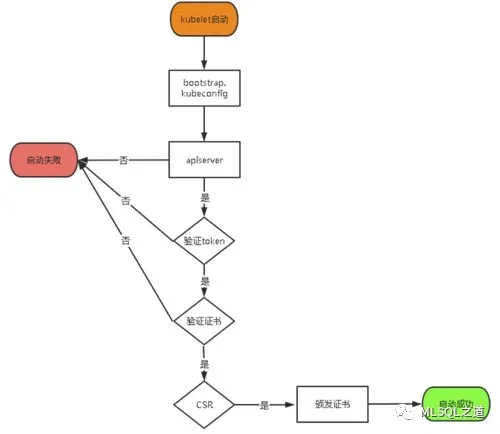 kubelet启动
bootstrap.
kubeconfig
启动失败
否
apiserver
是
否
验证token
否
是
验证证书
是
CSR
是
颁发证书
启动成功
MLSQL之道